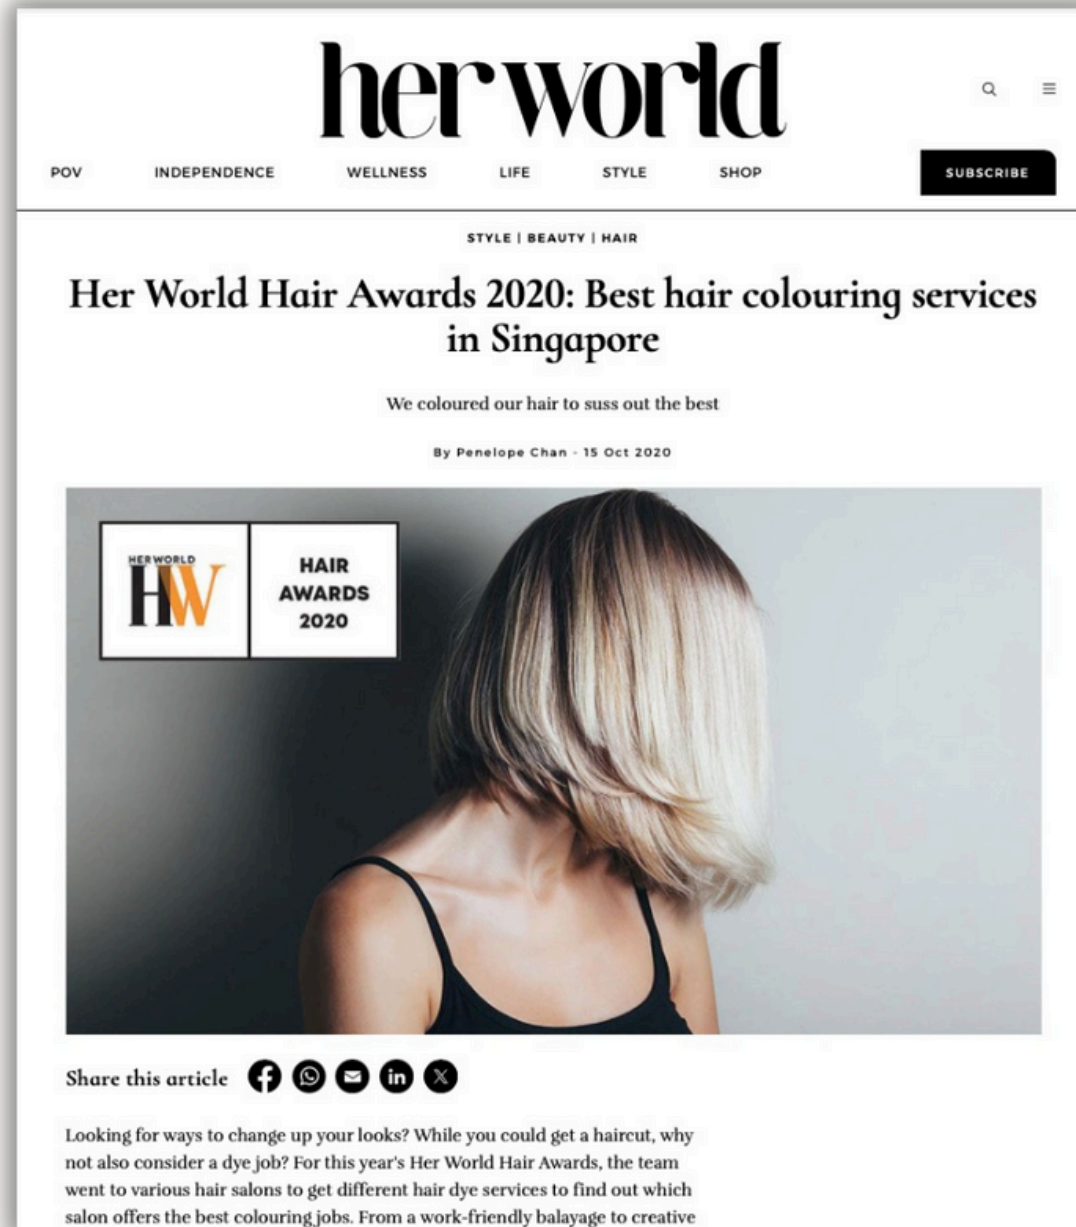 her world
POV INDEPENDENCE WELLNESS LIFE STYLE SHOP SUBSCRIBE
STYLE | BEAUTY | HAIR
Her World Hair Awards 2020: Best hair colouring services
in Singapore
We coloured our hair to suss out the best
By Penelope Chan - 15 Oct 2020
HER WORLD
HW
HAIR
AWARDS
2020
Share this article
Looking for ways to change up your looks? While you could get a haircut, why
not also consider a dye job? For this year's Her World Hair Awards, the team
went to various hair salons to get different hair dye services to find out which
salon offers the best colouring jobs. From a work-friendly balayage to creative